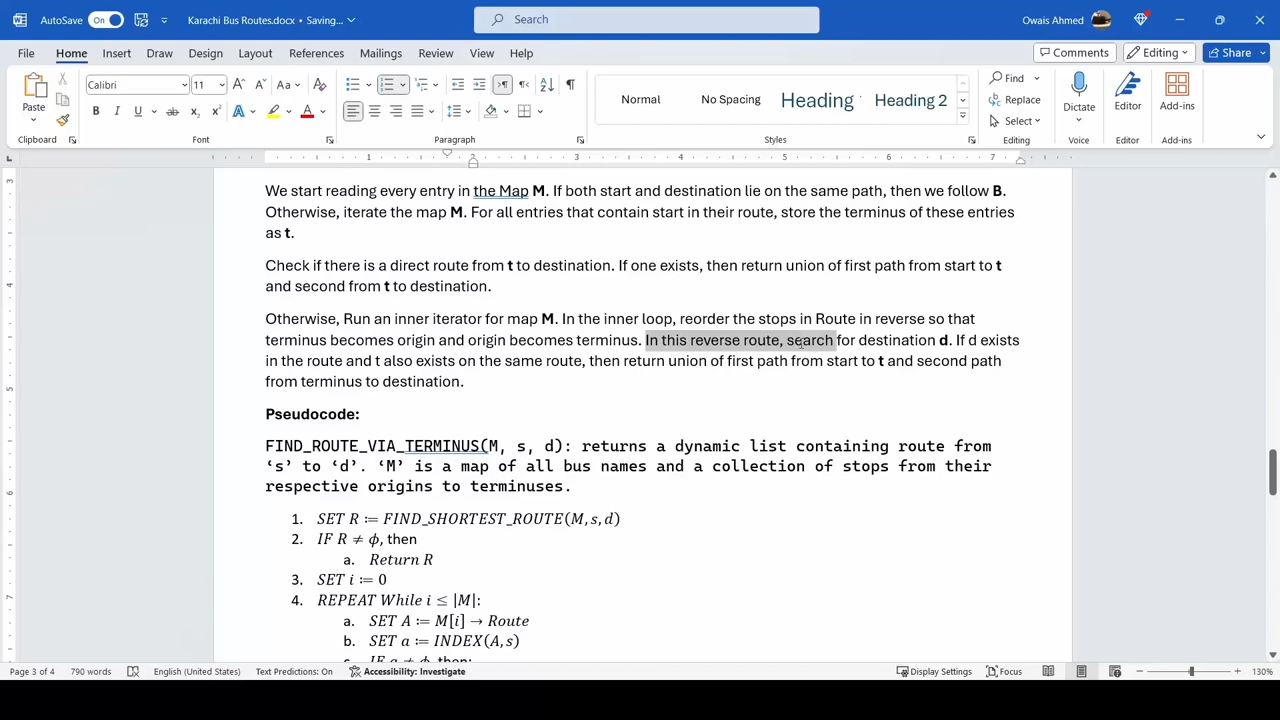 AutoSave On Karachi Bus Routes.docx • Saving... Search Owais Ahmed
File Home Insert Draw Design Layout References Mailings Review View Help Comments Editing Share
Paste Calibri 11 Aa Normal No Spacing Heading Heading 2 Find Replace Select Dictate Editor Add-ins
Clipboard Font Paragraph Styles Editing Voice Editor Add-ins
1 2 3 4 5 6 7
We start reading every entry in the Map M. If both start and destination lie on the same path, then we follow B.
Otherwise, iterate the map M. For all entries that contain start in their route, store the terminus of these entries
as t.
Check if there is a direct route from t to destination. If one exists, then return union of first path from start to t
and second from t to destination.
Otherwise, Run an inner iterator for map M. In the inner loop, reorder the stops in Route in reverse so that
terminus becomes origin and origin becomes terminus. In this reverse route, search for destination d. If d exists
in the route and t also exists on the same route, then return union of first path from start to t and second path
from terminus to destination.
Pseudocode:
FIND_ROUTE_VIA_TERMINUS(M, s, d): returns a dynamic list containing route from
‘s’ to ‘d’. ‘M’ is a map of all bus names and a collection of stops from their
respective origins to terminuses.
1. SET R ≔ FIND_SHORTEST_ROUTE(M, s, d)
2. IF R ≠ ϕ, then
a. Return R
3. SET i ≔ 0
4. REPEAT While i ≤ |M|:
a. SET A ≔ M[i] → Route
b. SET a ≔ INDEX(A, s)
c. IF a ≠ ϕ, then:
Page 3 of 4 790 words English (United States) Text Predictions: On Accessibility: Investigate Display Settings Focus 130%